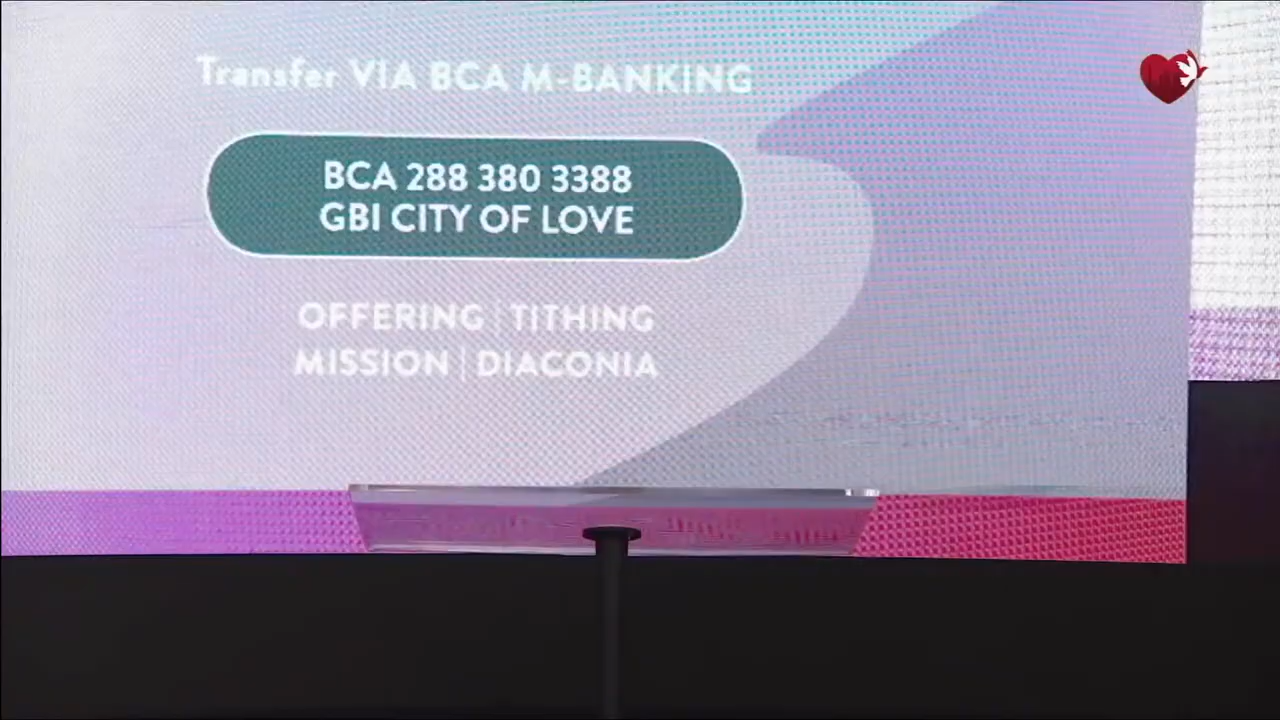 Transfer VIA BCA M-BANKING
BCA 288 380 3388
GBI CITY OF LOVE
OFFERING | TITHING
MISSION | DIACONIA